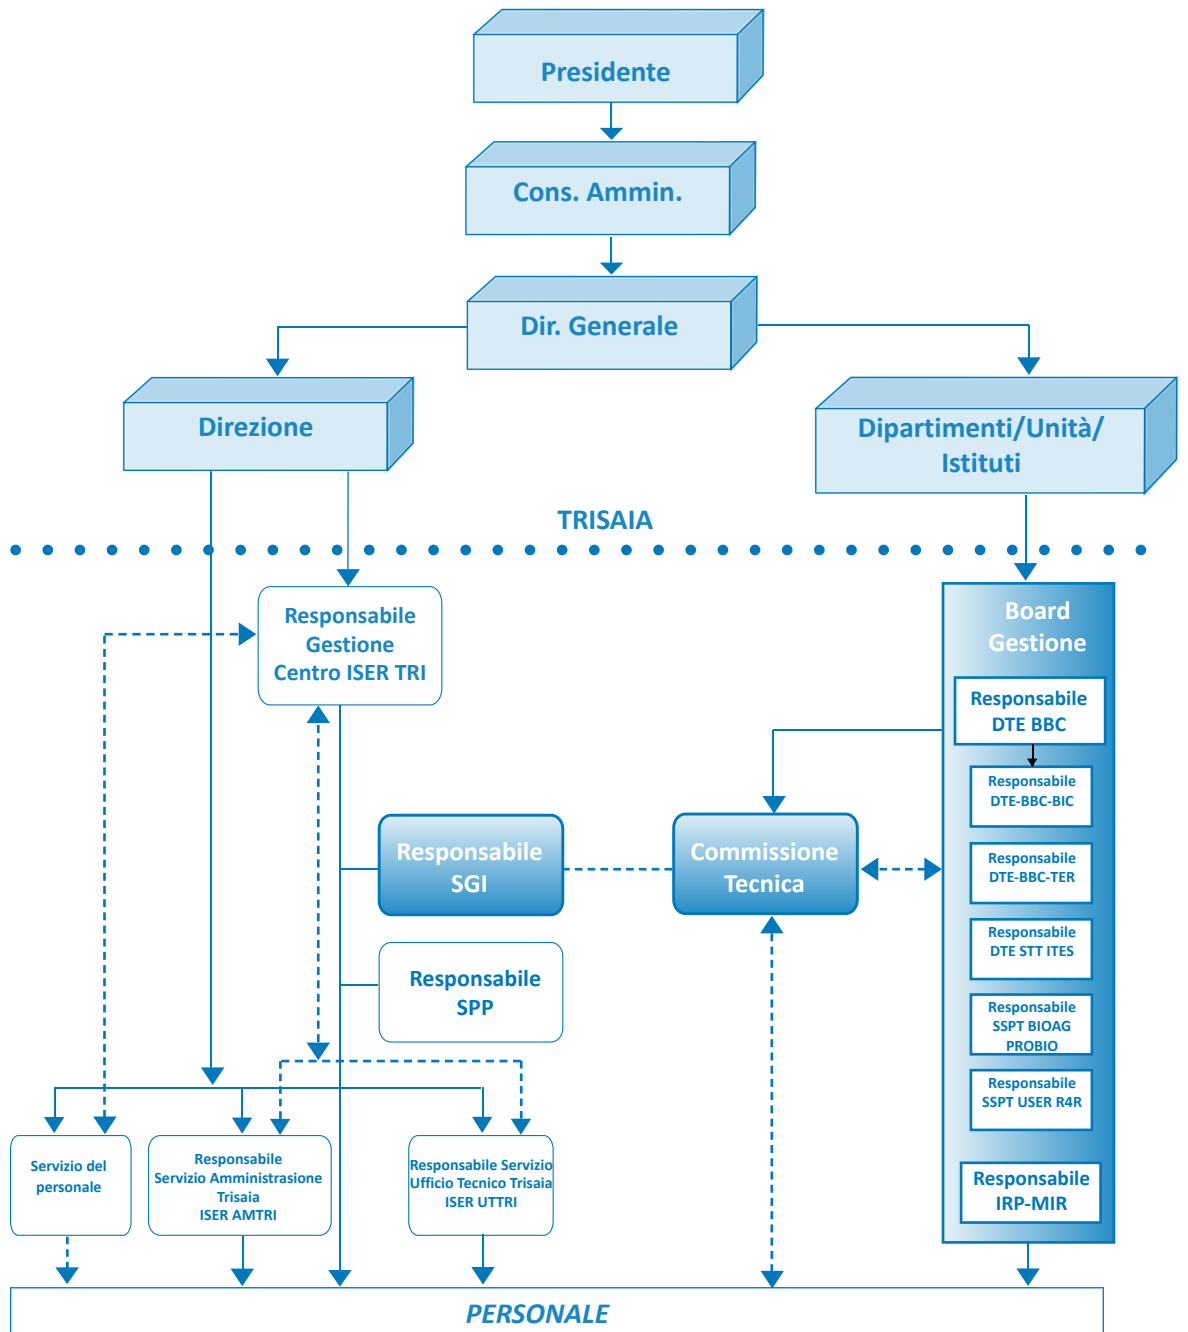 Presidente
Cons. Ammin.
Dir. Generale
Direzione
Dipartimenti/Unità/
Istituti
TRISAIA
Responsabile
Gestione
Centro ISER TRI
Board
Gestione
Responsabile
DTE BBC
Responsabile
DTE-BBC-BIC
Responsabile
SGI
Commissione
Tecnica
Responsabile
DTE-BBC-TER
Responsabile
DTE STT ITES
Responsabile
SPP
Responsabile
SSPT BIOAG
PROBIO
Responsabile
SSPT USER R4R
Servizio del
personale
Responsabile
Servizio Amministrazione
Trisaia
ISER AMTRI
Responsabile Servizio
Ufficio Tecnico Trisaia
ISER UTTRI
Responsabile
IRP-MIR
PERSONALE